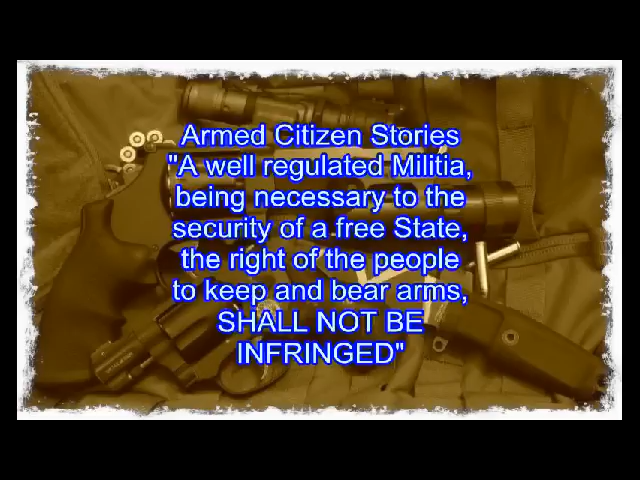 Armed Citizen Stories
"A well regulated Militia,
being necessary to the
security of a free State,
the right of the people
to keep and bear arms,
SHALL NOT BE
INFRINGED"